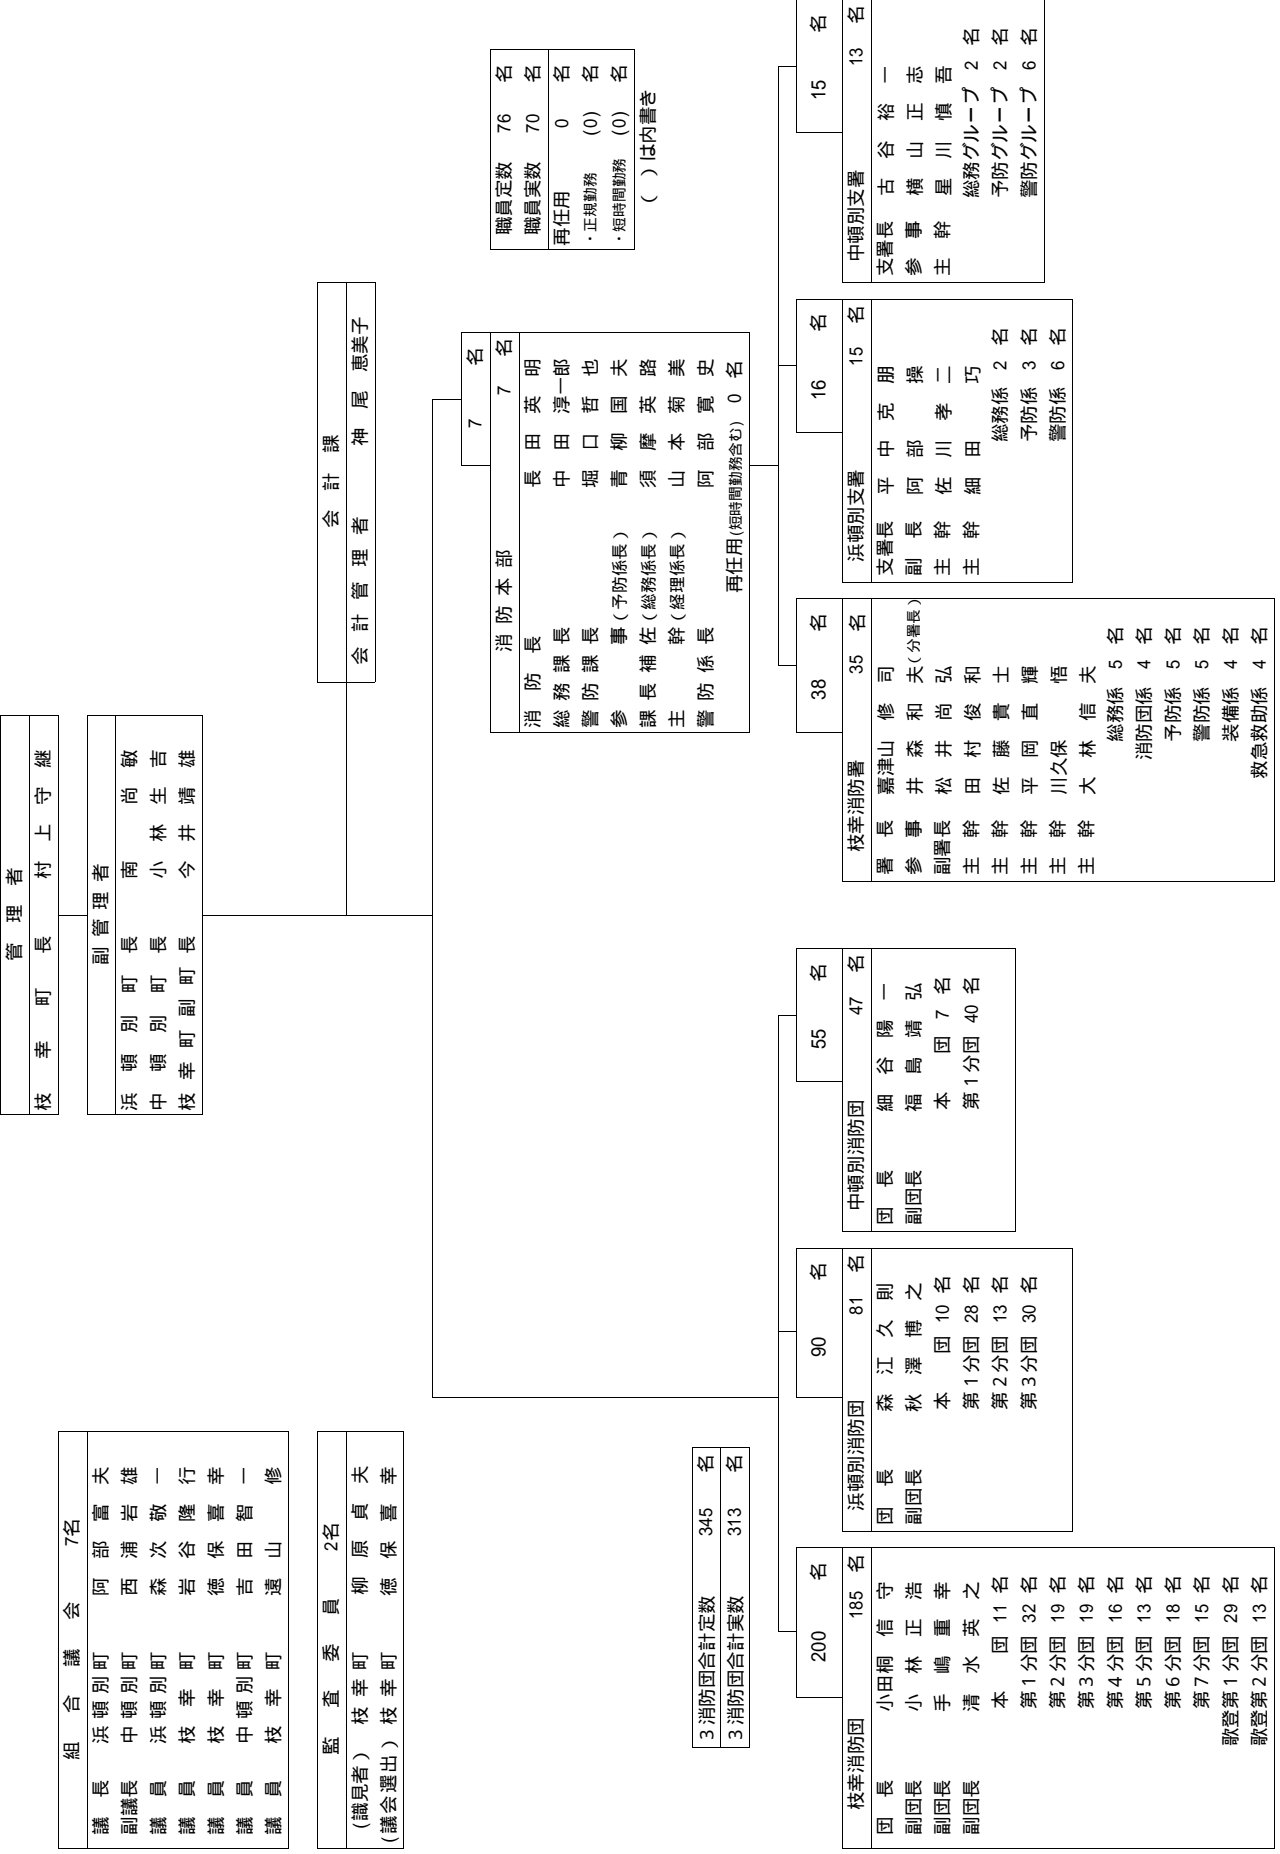 管理者
枝幸町長 村上守継
副管理者
浜頓別町長 南尚敏
中頓別町長 小林生吉
枝幸町副町長 今井靖雄
組合議会 7名
議長 浜頓別町 阿部富夫
副議長 中頓別町 西浦岩雄
議員 浜頓別町 森次敬一
議員 枝幸町 岩谷隆行
議員 枝幸町 徳保喜幸
議員 中頓別町 吉田智一
議員 枝幸町 遠山修
監査委員 2名
(識見者) 枝幸町 柳原貞夫
(議会選出) 枝幸町 徳保喜幸
会計課
会計管理者 神尾恵美子
7 名
消防本部 7 名
消防長 長田英明
総務課長 中田淳一郎
警防課長 堀口哲也
参事(予防係長) 青柳国夫
課長補佐(総務係長) 須摩英路
主幹(経理係長) 山本菊美
警防係長 阿部寛史
再任用(短時間勤務含む) 0 名
職員定数 76 名
職員実数 70 名
再任用 0 名
・正規勤務 (0) 名
・短時間勤務 (0) 名
( )は内書き
3消防団合計定数 345 名
3消防団合計実数 313 名
200 名
枝幸消防団 185 名
団長 小田桐信守
副団長 小林正浩
副団長 手嶋重幸
副団長 清水英之
本団 11 名
第1分団 32 名
第2分団 19 名
第3分団 19 名
第4分団 16 名
第5分団 13 名
第6分団 18 名
第7分団 15 名
歌登第1分団 29 名
歌登第2分団 13 名
90 名
浜頓別消防団 81 名
団長 森江久則
副団長 秋澤博之
本団 10 名
第1分団 28 名
第2分団 13 名
第3分団 30 名
55 名
中頓別消防団 47 名
団長 細谷陽一
副団長 福島靖弘
本団 7 名
第1分団 40 名
38 名
枝幸消防署 35 名
署長 嘉津山修司
参事 井森和夫(分署長)
副署長 松井尚弘
主幹 田村俊和
主幹 佐藤貴士
主幹 平岡直輝
主幹 川久保悟
主幹 大林信夫
総務係 5 名
消防団係 4 名
予防係 5 名
警防係 5 名
装備係 4 名
救急救助係 4 名
16 名
浜頓別支署 15 名
支署長 平中克朋
副長 阿部操
主幹 佐川孝二
主幹 細田巧
総務係 2 名
予防係 3 名
警防係 6 名
15 名
中頓別支署 13 名
支署長 古谷裕一
参事 横山正志
主幹 星川慎吾
総務グループ 2 名
予防グループ 2 名
警防グループ 6 名